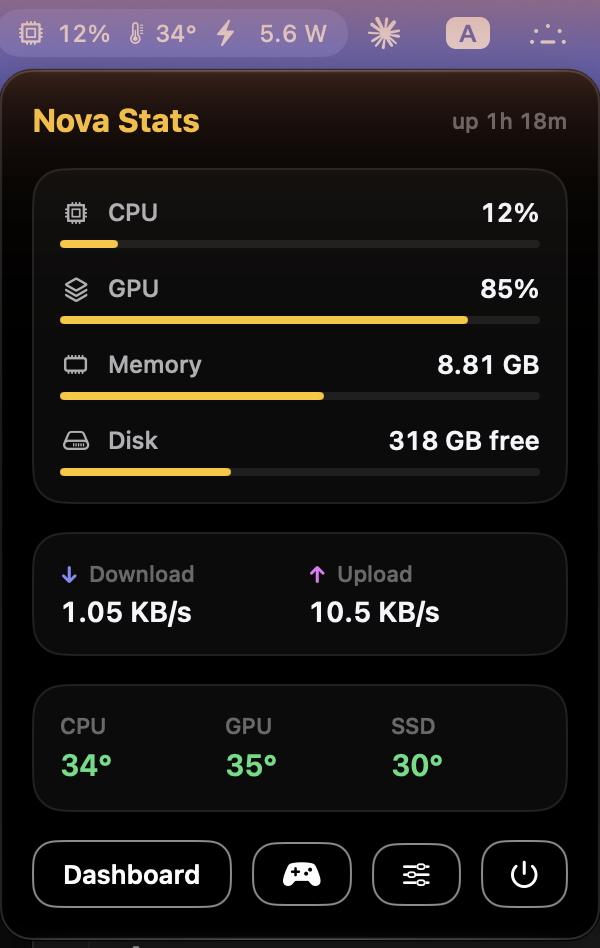 12% 34° 5.6 W A
Nova Stats up 1h 18m
CPU 12%
GPU 85%
Memory 8.81 GB
Disk 318 GB free
Download Upload
1.05 KB/s 10.5 KB/s
CPU GPU SSD
34° 35° 30°
Dashboard